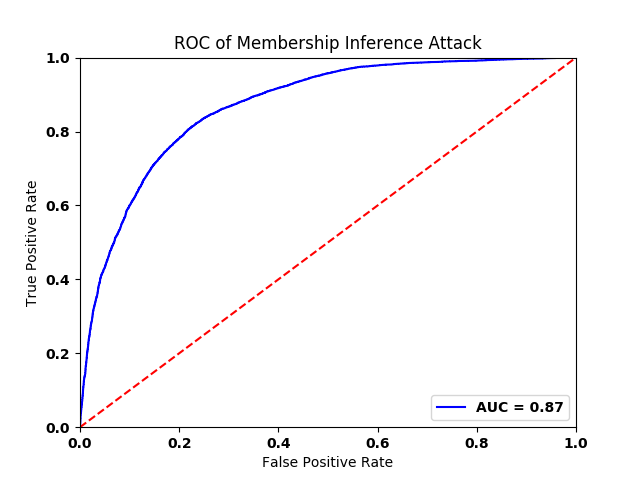 ROC of Membership Inference Attack
True Positive Rate
1.0
0.8
0.6
0.4
0.2
0.0
AUC = 0.87
0.0 0.2 0.4 0.6 0.8 1.0
False Positive Rate